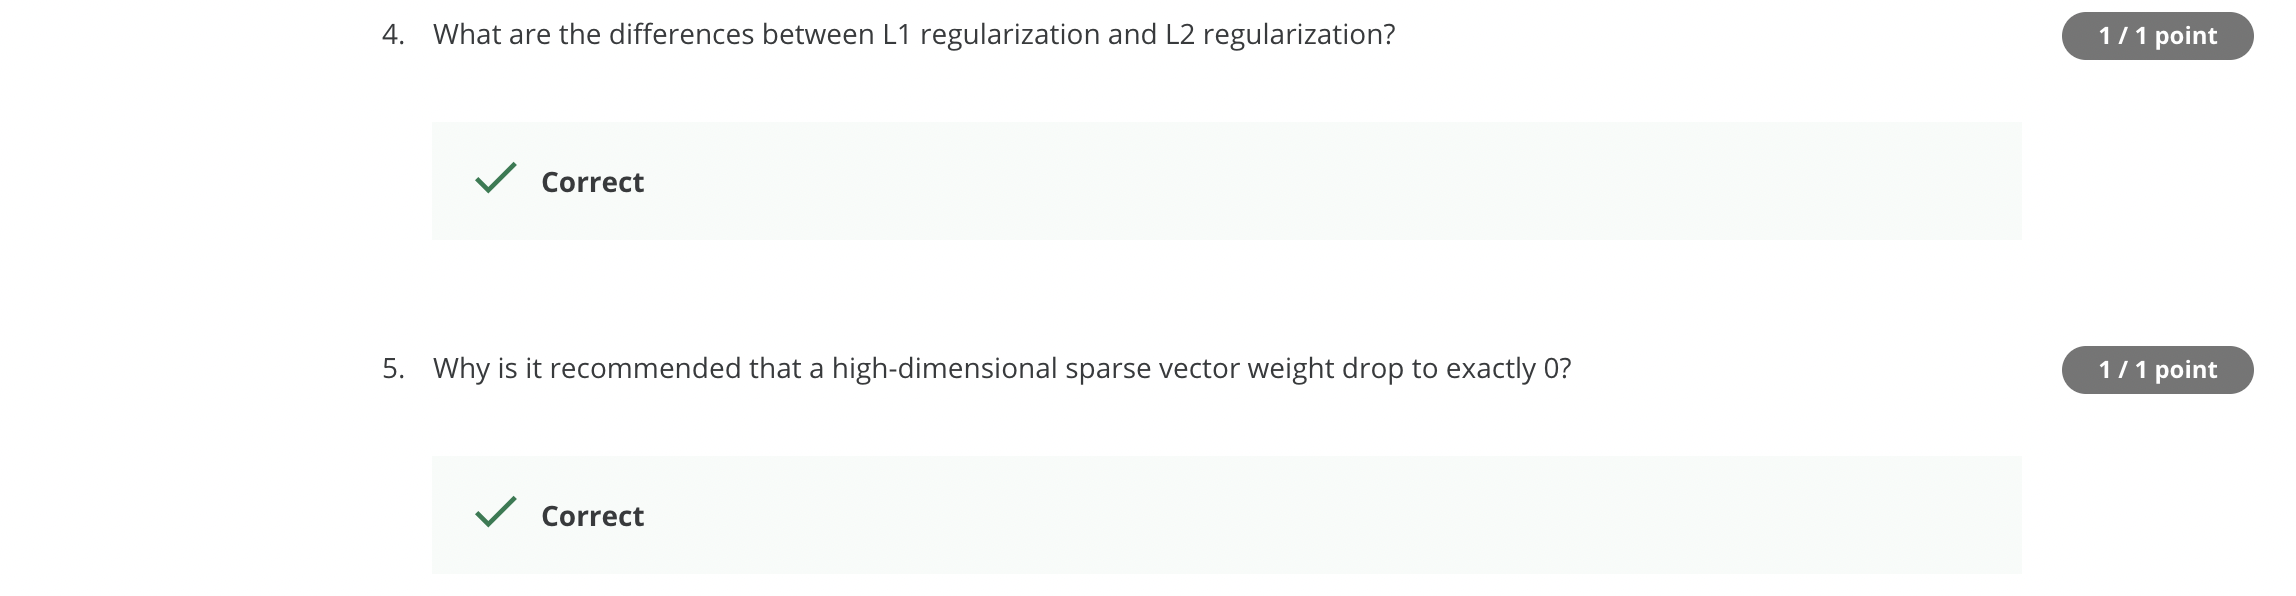 4. What are the differences between L1 regularization and L2 regularization?
1 / 1 point
Correct
5. Why is it recommended that a high-dimensional sparse vector weight drop to exactly 0?
1 / 1 point
Correct